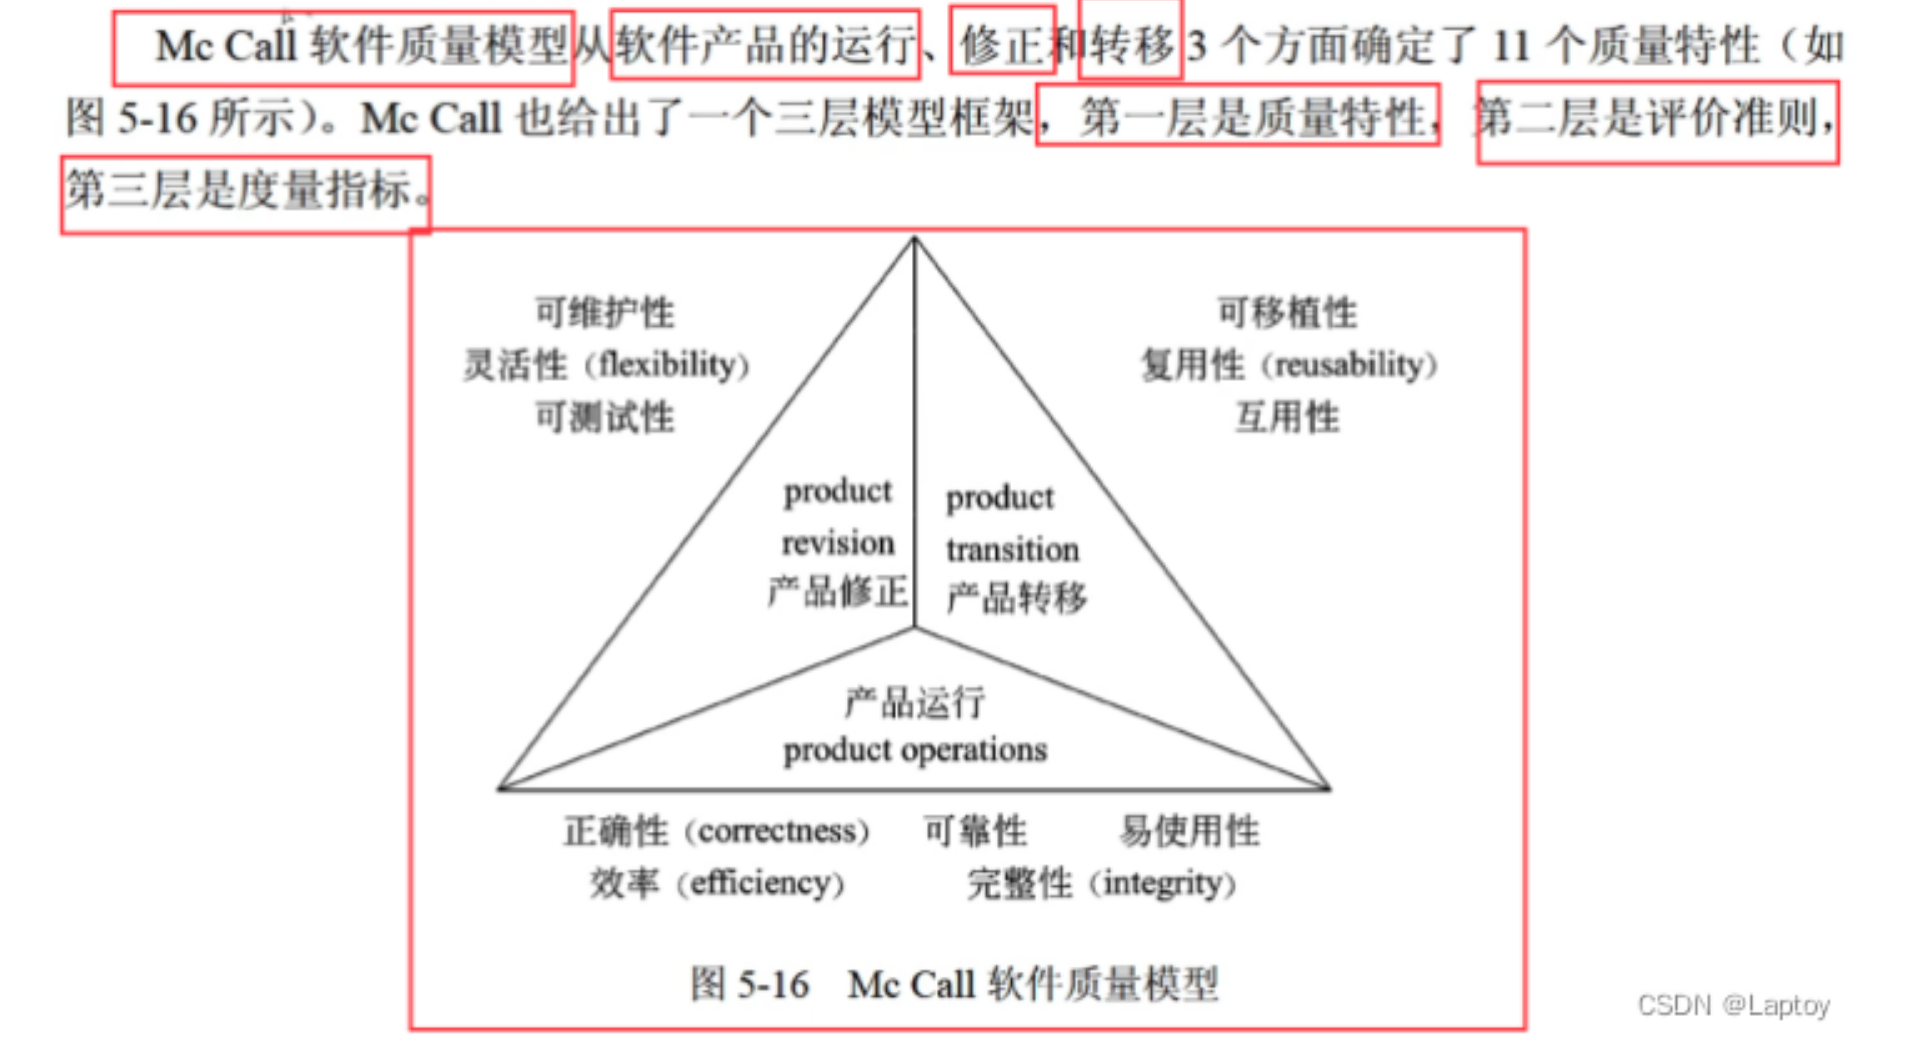 Mc Call 软件质量模型从软件产品的运行、修正和转移 3 个方面确定了 11 个质量特性（如
图 5-16 所示）。Mc Call 也给出了一个三层模型框架，第一层是质量特性，第二层是评价准则，
第三层是度量指标。
可维护性
灵活性（flexibility）
可测试性
可移植性
复用性（reusability）
互用性
product
revision
产品修正
product
transition
产品转移
产品运行
product operations
正确性（correctness） 可靠性 易使用性
效率（efficiency） 完整性（integrity）
图 5-16 Mc Call 软件质量模型
CSDN @Laptoy